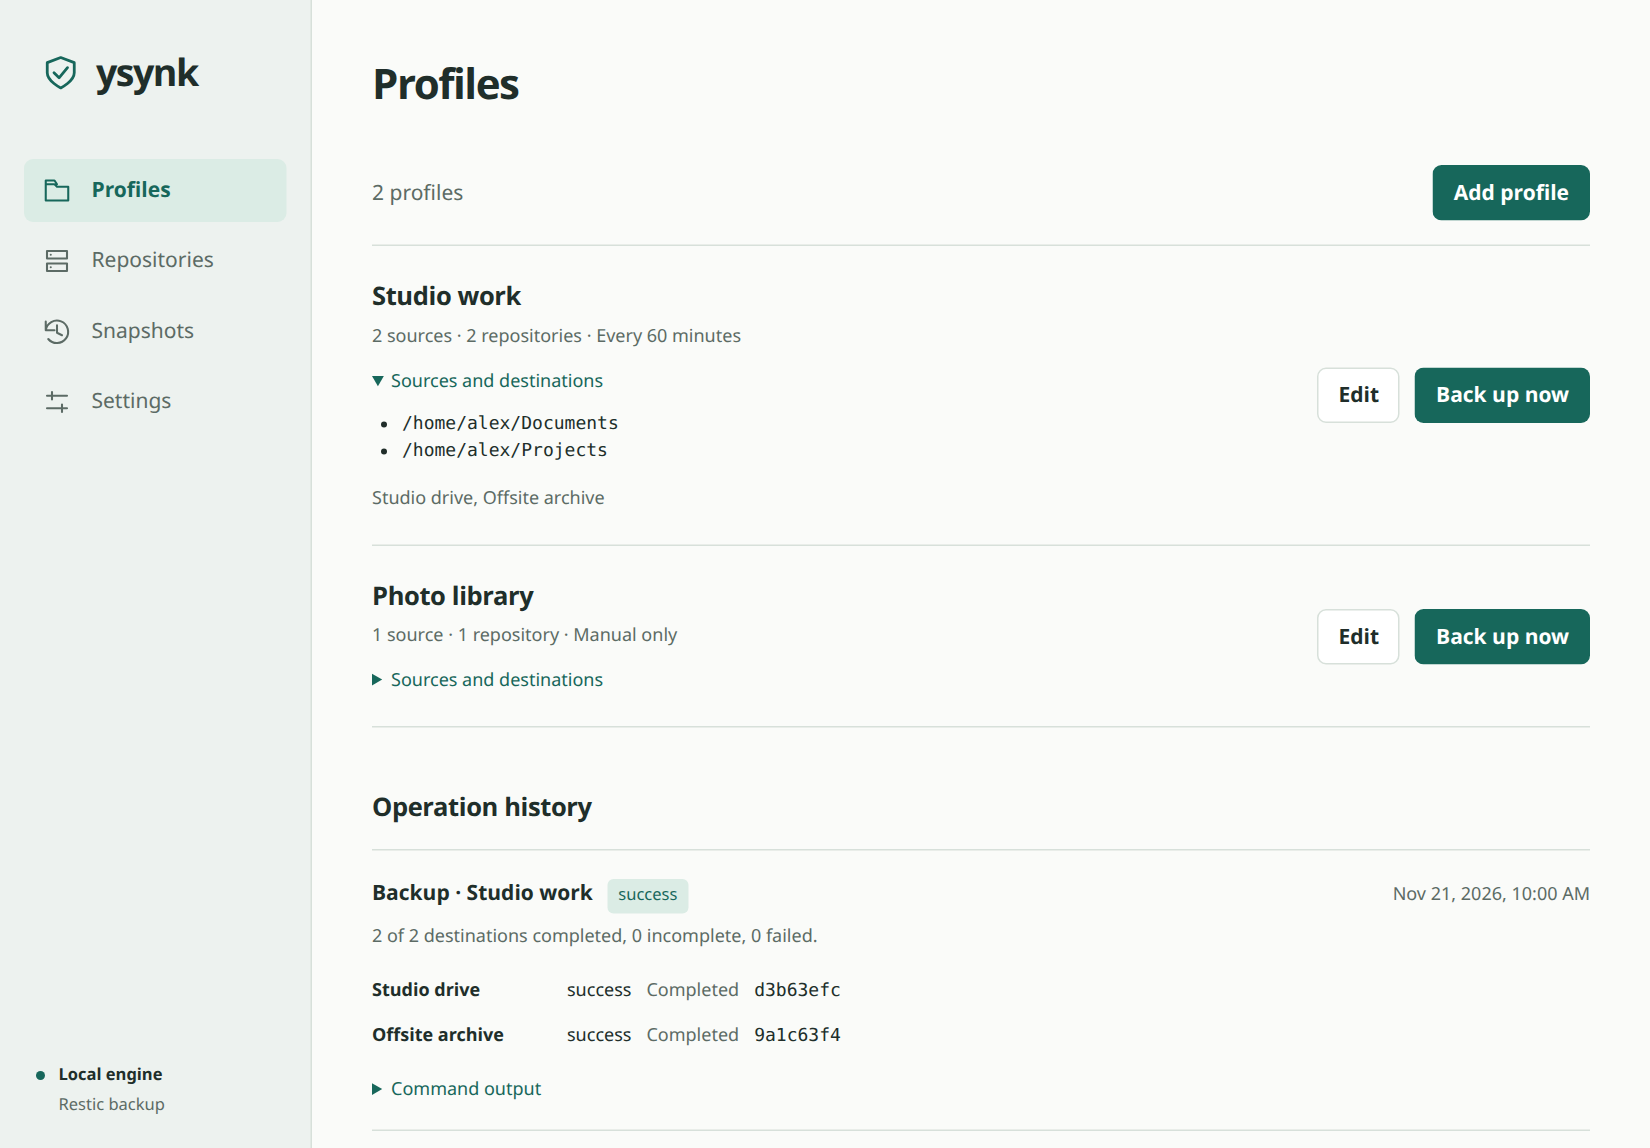 ysynk
Profiles
Repositories
Snapshots
Settings
Local engine
Restic backup
Profiles
2 profiles
Add profile
Studio work
2 sources · 2 repositories · Every 60 minutes
Sources and destinations
/home/alex/Documents
/home/alex/Projects
Studio drive, Offsite archive
Edit
Back up now
Photo library
1 source · 1 repository · Manual only
Sources and destinations
Edit
Back up now
Operation history
Backup · Studio work success Nov 21, 2026, 10:00 AM
2 of 2 destinations completed, 0 incomplete, 0 failed.
Studio drive success Completed d3b63efc
Offsite archive success Completed 9a1c63f4
Command output